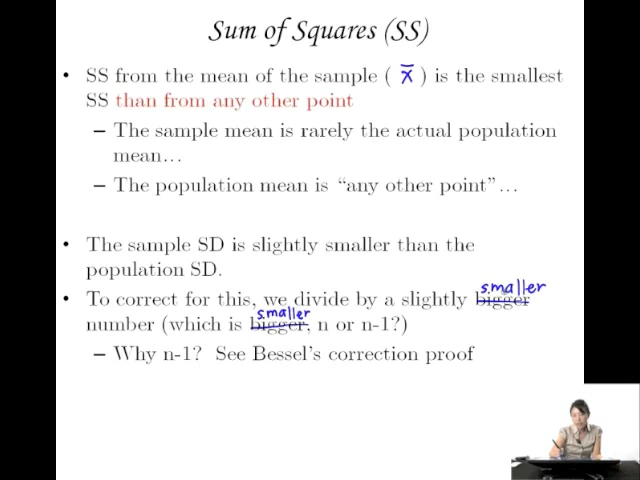 Sum of Squares (SS)
• SS from the mean of the sample ( x̄ ) is the smallest
SS than from any other point
– The sample mean is rarely the actual population
mean…
– The population mean is “any other point”…
• The sample SD is slightly smaller than the
population SD.
smaller
• To correct for this, we divide by a slightly bigger
smaller
number (which is bigger, n or n-1?)
– Why n-1? See Bessel’s correction proof